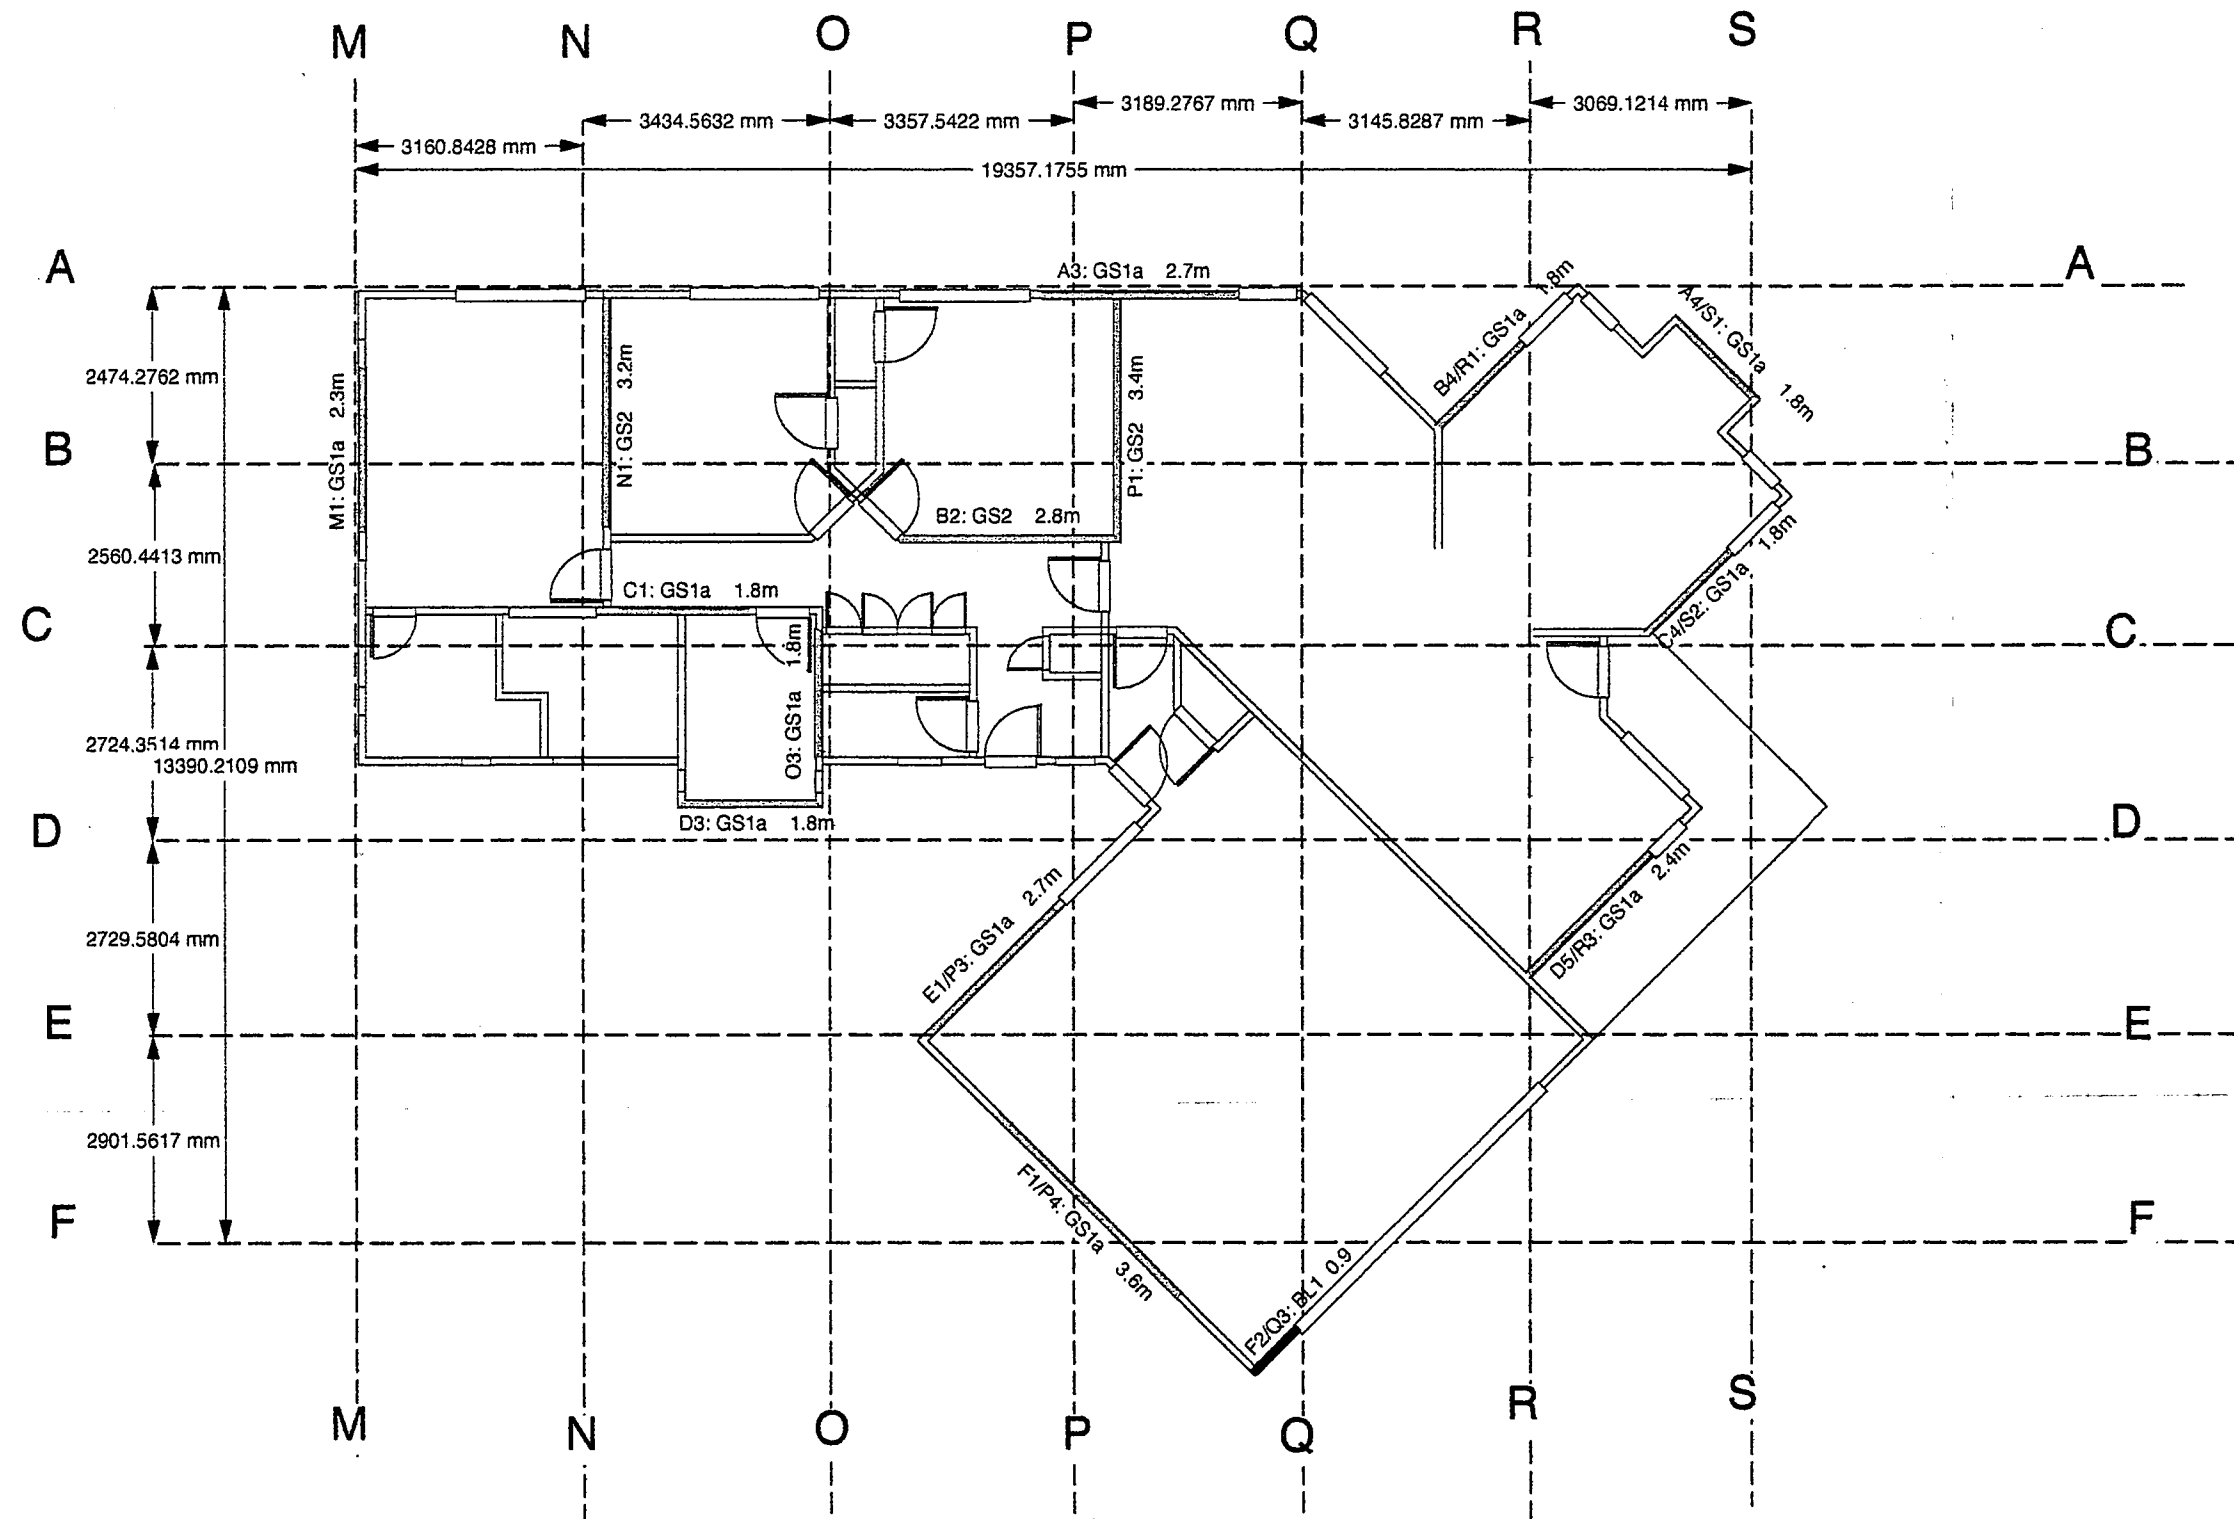 M N O P Q R S
3189.2767 mm 3069.1214 mm
3434.5632 mm 3357.5422 mm 3145.8287 mm
3160.8428 mm
19357.1755 mm
A A
A3: GS1a 2.7m
B4/R1: GS1a 1.8m
A4/S1: GS1a 1.8m
2474.2762 mm
M1: GS1a 2.3m
N1: GS2 3.2m
P1: GS2 3.4m
B B
B2: GS2 2.8m
2560.4413 mm
C1: GS1a 1.8m
C4/S2: GS1a 1.8m
C C
O3: GS1a 1.8m
2724.3514 mm
13390.2109 mm
D3: GS1a 1.8m
D D
E1/P3: GS1a 2.7m
D5/R3: GS1a 2.4m
2729.5804 mm
E E
2901.5617 mm
F1/P4: GS1a 3.6m
F F
F2/Q3: BL1 0.9
M N O P Q R S